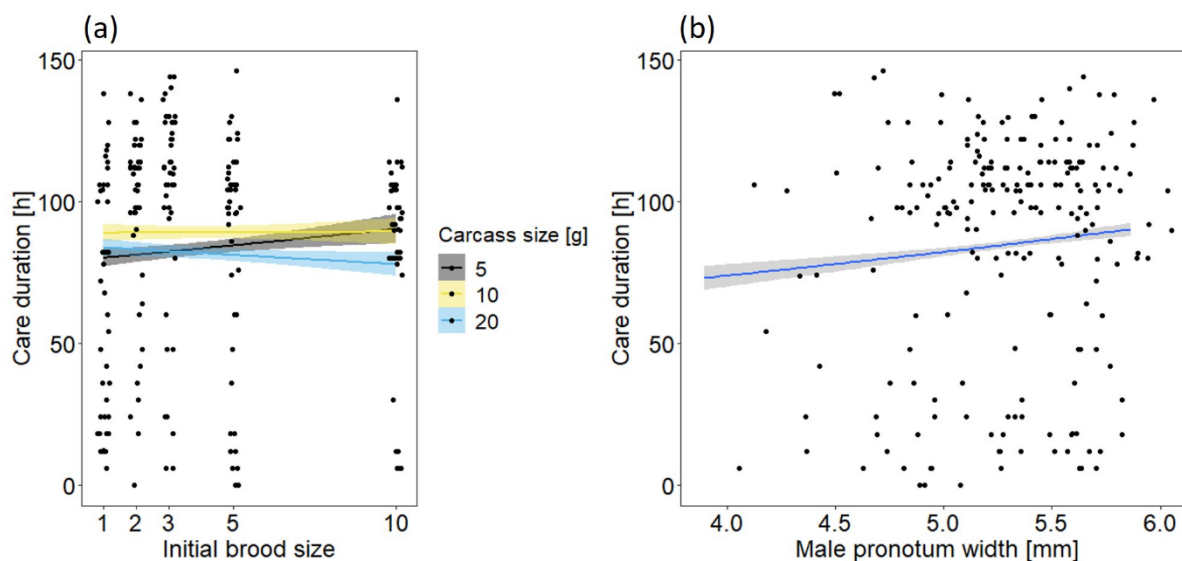 (a)
(b)
150
100
50
0
Care duration [h]
1 2 3 5 10
Initial brood size
Carcass size [g]
5
10
20
150
100
50
0
Care duration [h]
4.0 4.5 5.0 5.5 6.0
Male pronotum width [mm]